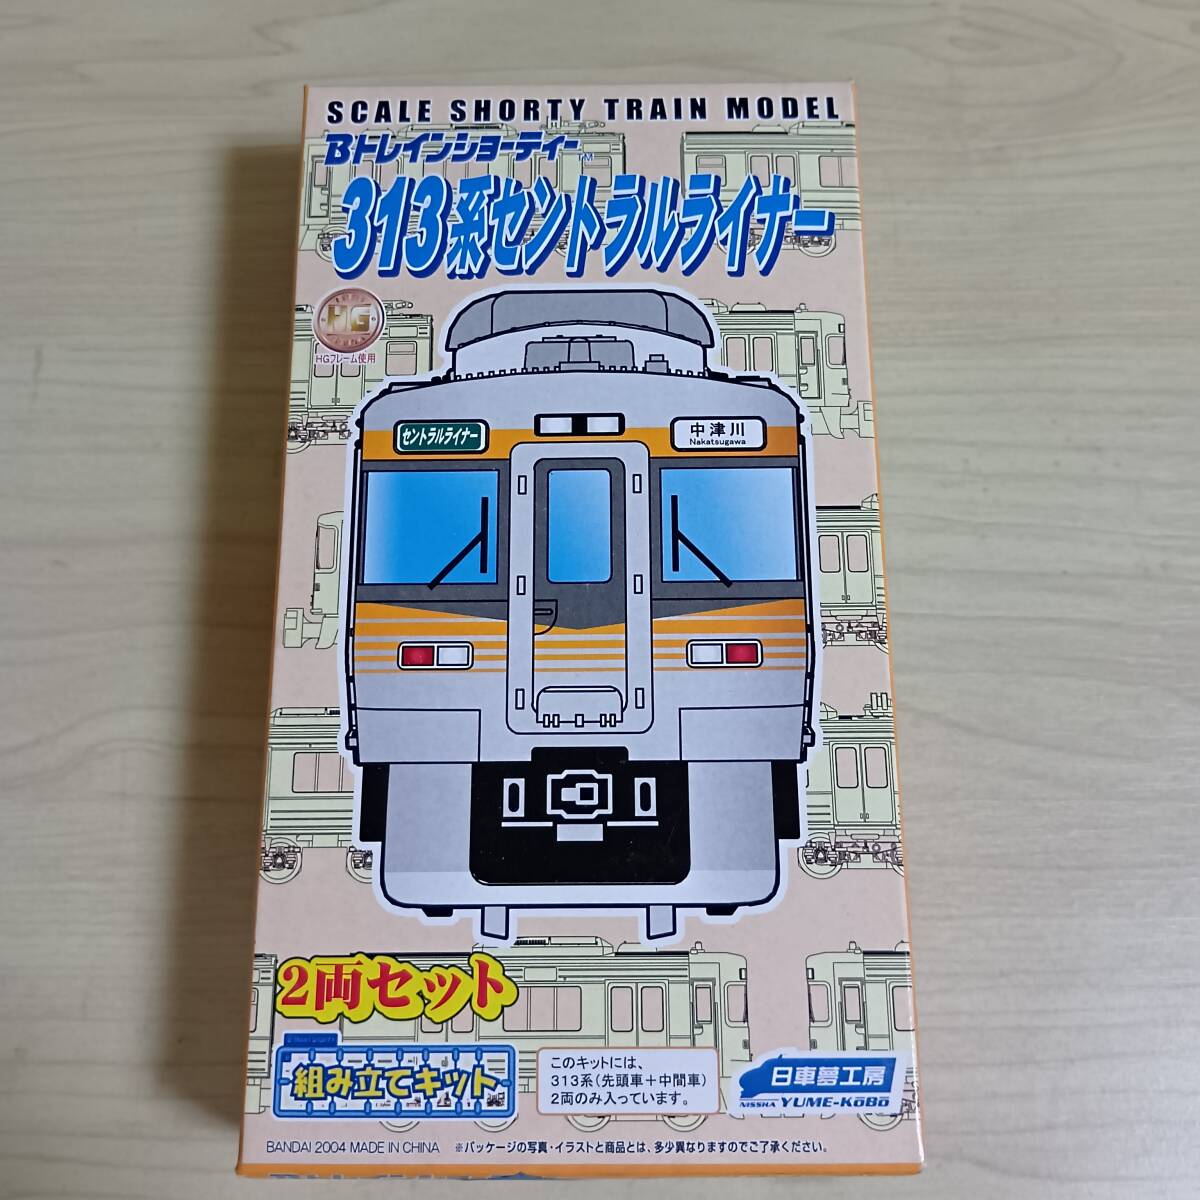 SCALE SHORTY TRAIN MODEL
Bトレインショーティー™
313系セントラルライナー
HG
HGフレーム使用
セントラルライナー
中津川
Nakatsugawa
2両セット
組み立てキット
このキットには、
313系(先頭車+中間車)
2両のみ入っています。
日車夢工房
NISSHA YUME-KōBō
BANDAI 2004 MADE IN CHINA
※パッケージの写真・イラストと商品とは、多少異なりますのでご了承ください。